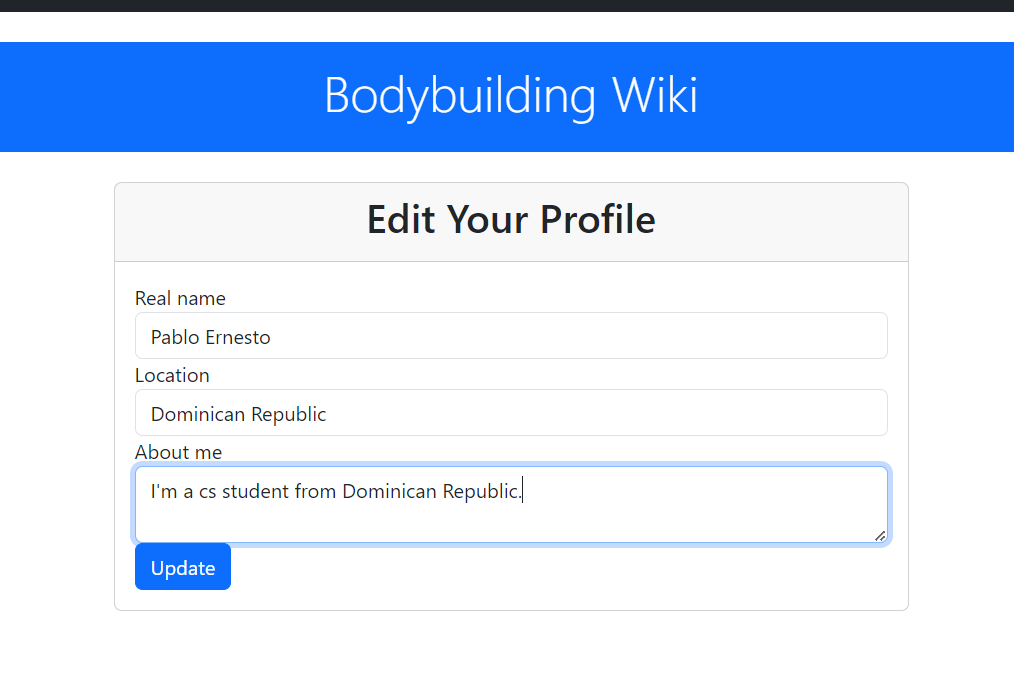 Bodybuilding Wiki
Edit Your Profile
Real name
Pablo Ernesto
Location
Dominican Republic
About me
I'm a cs student from Dominican Republic.
Update